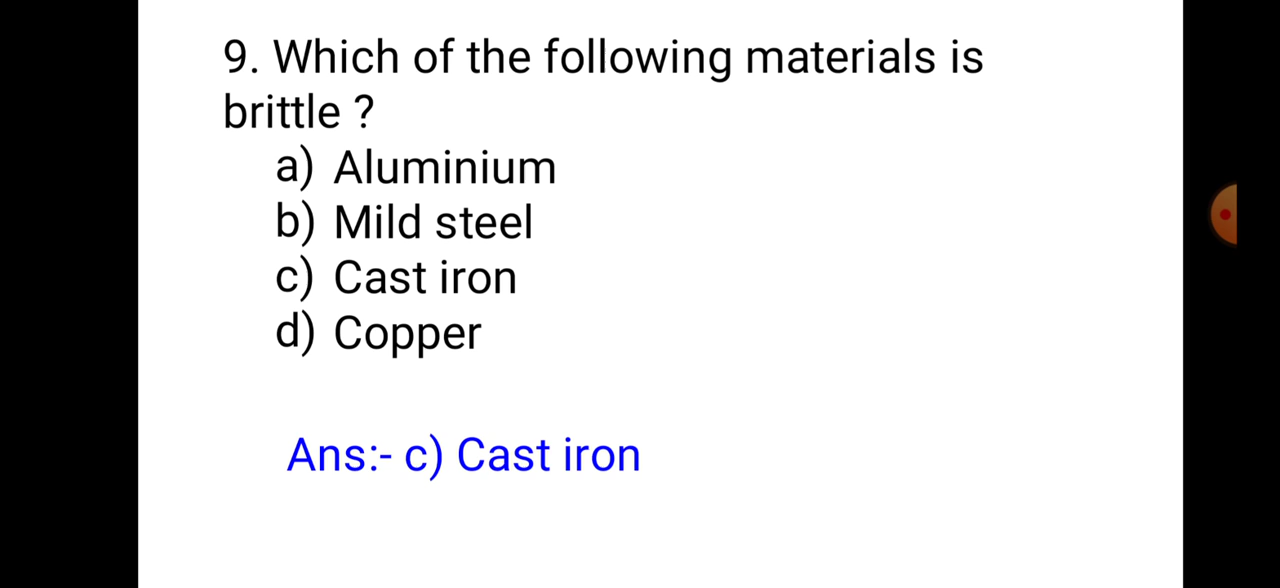 9. Which of the following materials is
brittle ?
a) Aluminium
b) Mild steel
c) Cast iron
d) Copper
Ans:- c) Cast iron